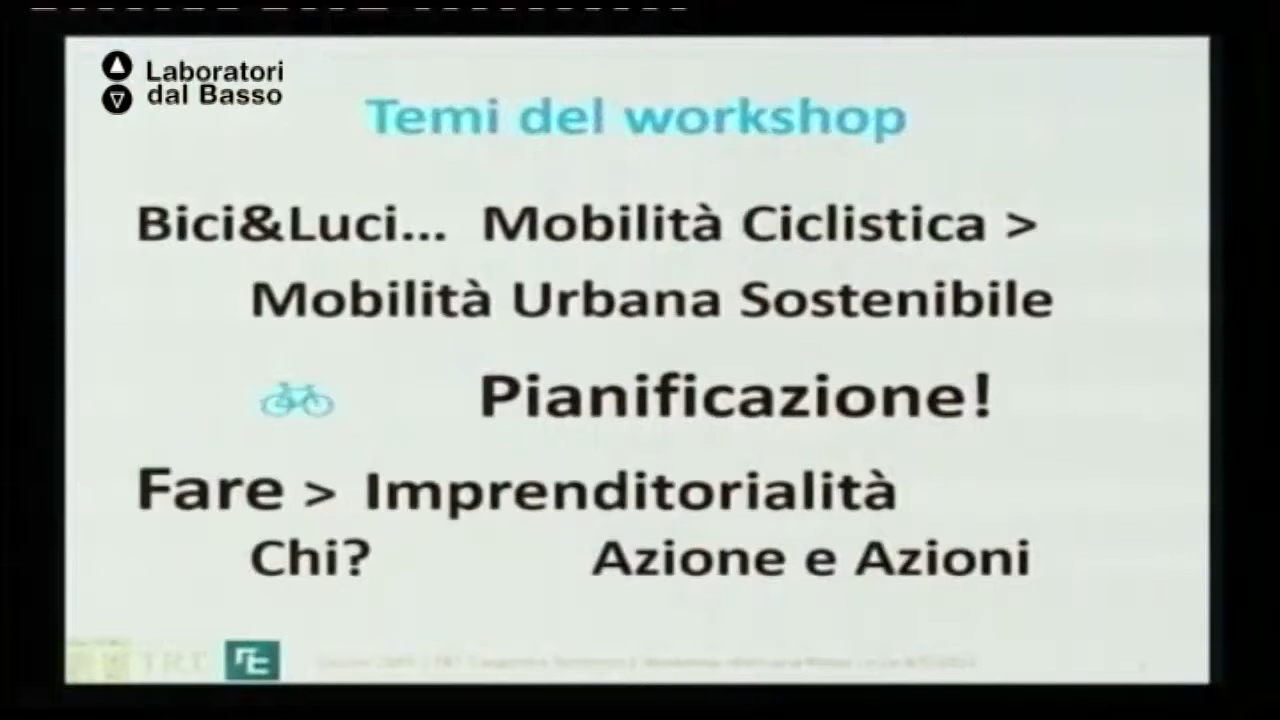 Laboratori
dal Basso
Temi del workshop
Bici&Luci... Mobilità Ciclistica >
Mobilità Urbana Sostenibile
Pianificazione!
Fare > Imprenditorialità
Chi? Azione e Azioni
TRT